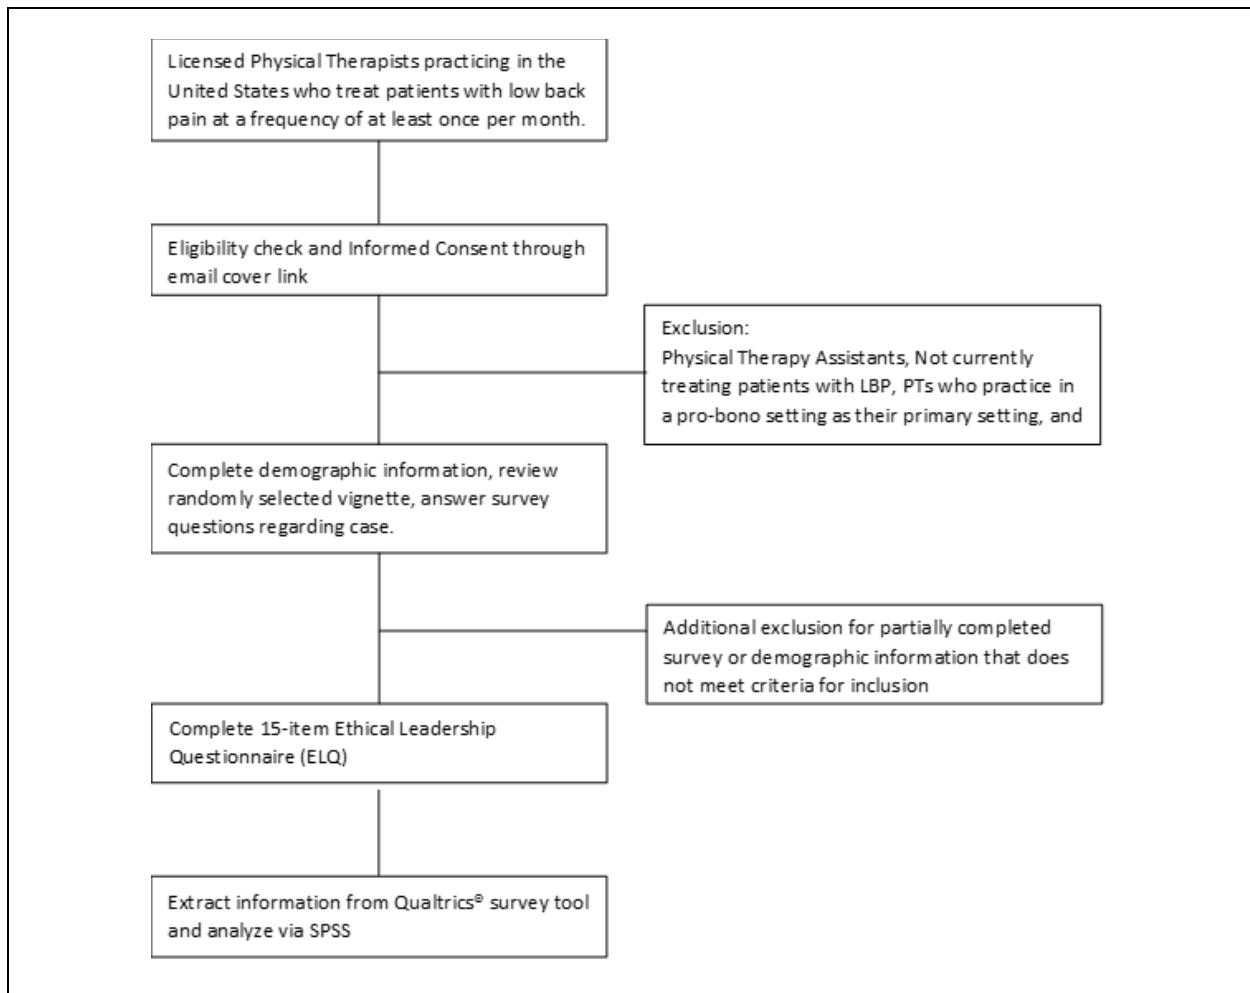 Licensed Physical Therapists practicing in the
United States who treat patients with low back
pain at a frequency of at least once per month.
Eligibility check and Informed Consent through
email cover link
Exclusion:
Physical Therapy Assistants, Not currently
treating patients with LBP, PTs who practice in
a pro-bono setting as their primary setting, and
Complete demographic information, review
randomly selected vignette, answer survey
questions regarding case.
Additional exclusion for partially completed
survey or demographic information that does
not meet criteria for inclusion
Complete 15-item Ethical Leadership
Questionnaire (ELQ)
Extract information from Qualtrics® survey tool
and analyze via SPSS